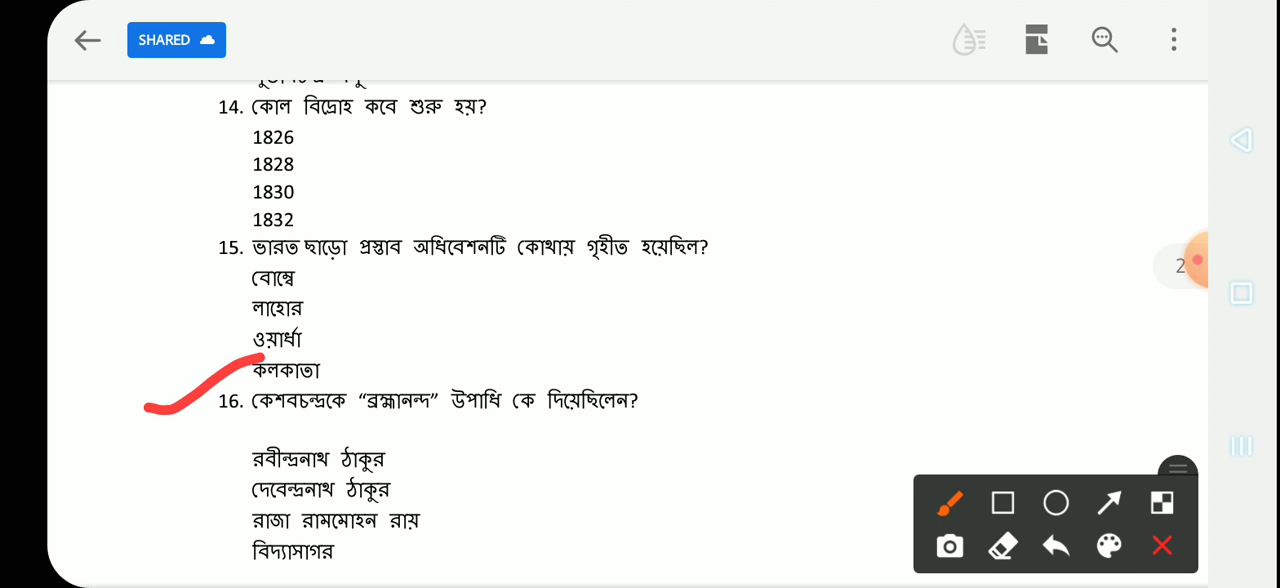 SHARED
14. কোল বিদ্রোহ কবে শুরু হয়?
1826
1828
1830
1832
15. ভারত ছাড়ো প্রস্তাব অধিবেশনটি কোথায় গৃহীত হয়েছিল?
বোম্বে
লাহোর
ওয়ার্ধা
কলকাতা
16. কেশবচন্দ্রকে “ব্রহ্মানন্দ” উপাধি কে দিয়েছিলেন?
রবীন্দ্রনাথ ঠাকুর
দেবেন্দ্রনাথ ঠাকুর
রাজা রামমোহন রায়
বিদ্যাসাগর
2